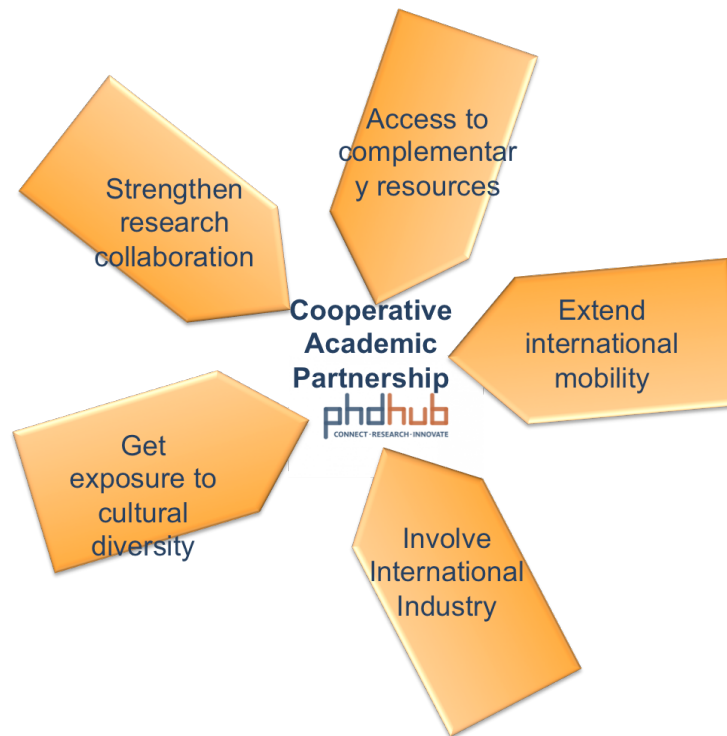 Access to
complementar
y resources
Strengthen
research
collaboration
Cooperative
Academic
Partnership
phdhub
CONNECT·RESEARCH·INNOVATE
Extend
international
mobility
Get
exposure to
cultural
diversity
Involve
International
Industry